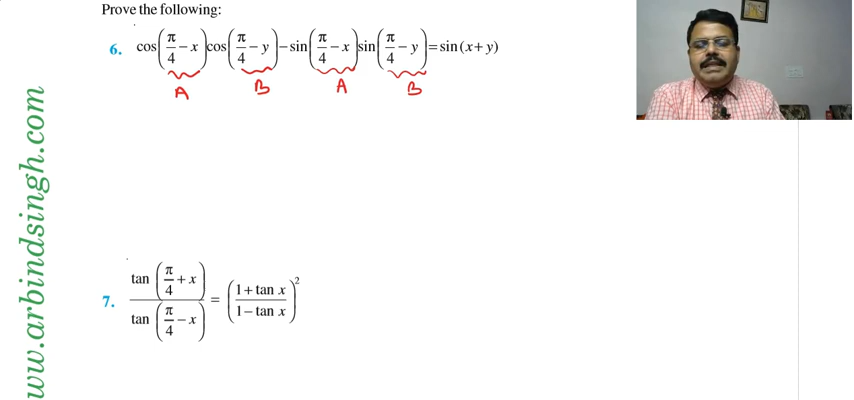 Prove the following:
6. cos(π/4 − x)cos(π/4 − y) − sin(π/4 − x)sin(π/4 − y) = sin(x + y)
A B A B
7. tan(π/4 + x) / tan(π/4 − x) = ((1 + tan x)/(1 − tan x))²
ww.arbindsingh.com